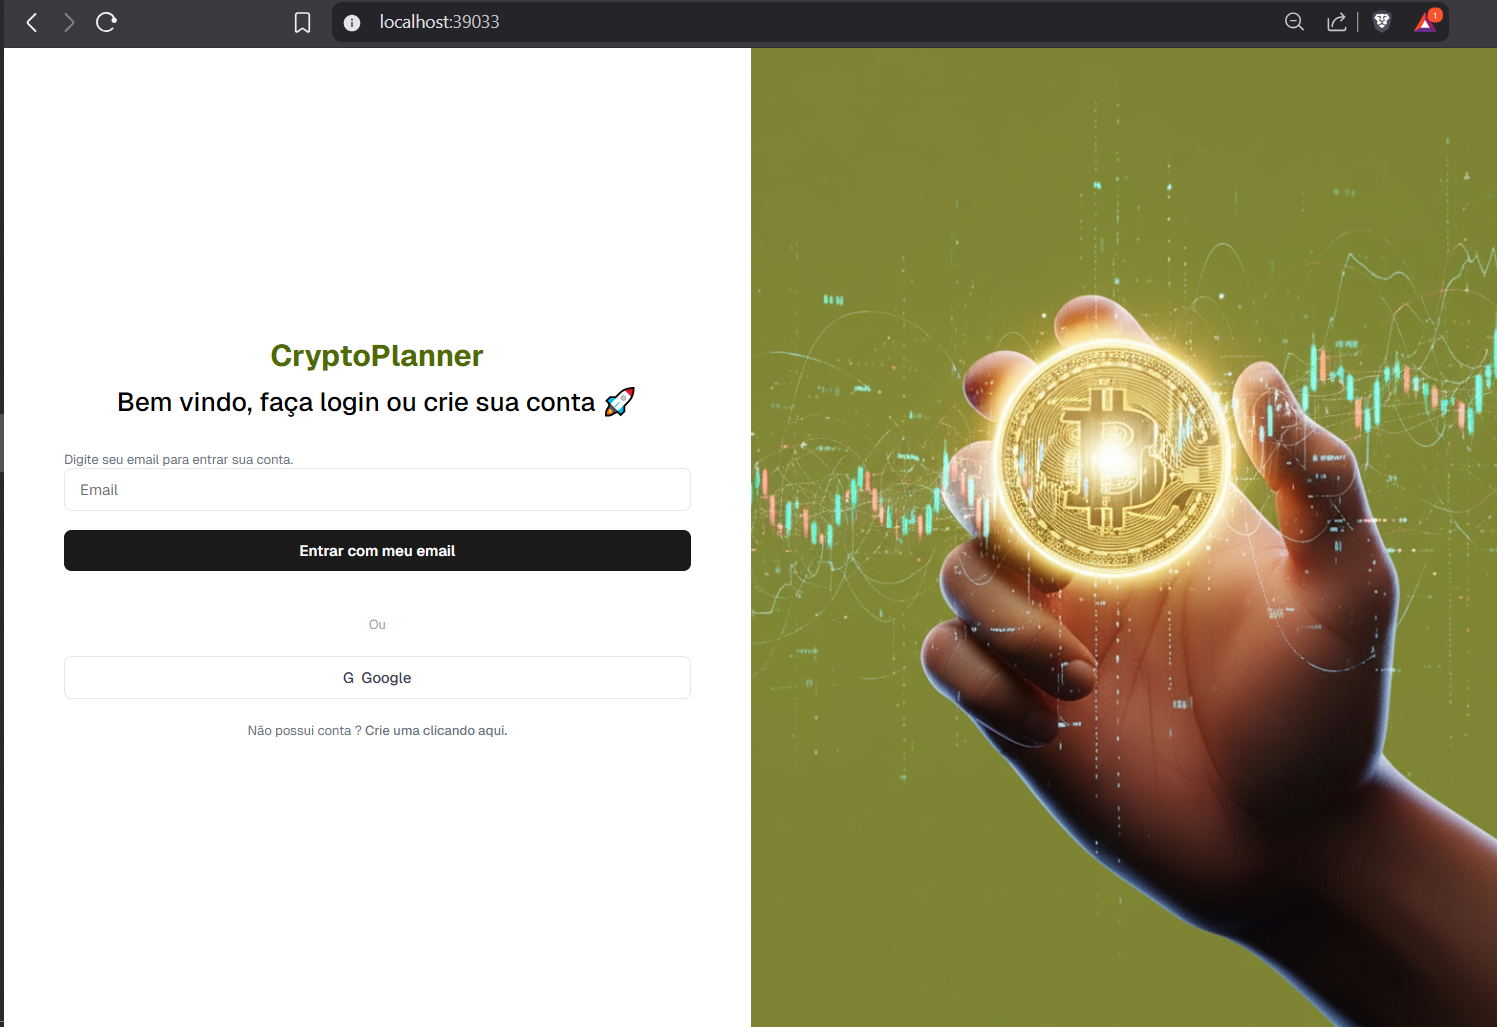 localhost:39033
1
CryptoPlanner
Bem vindo, faça login ou crie sua conta 🚀
Digite seu email para entrar sua conta.
Email
Entrar com meu email
Ou
G Google
Não possui conta ? Crie uma clicando aqui.